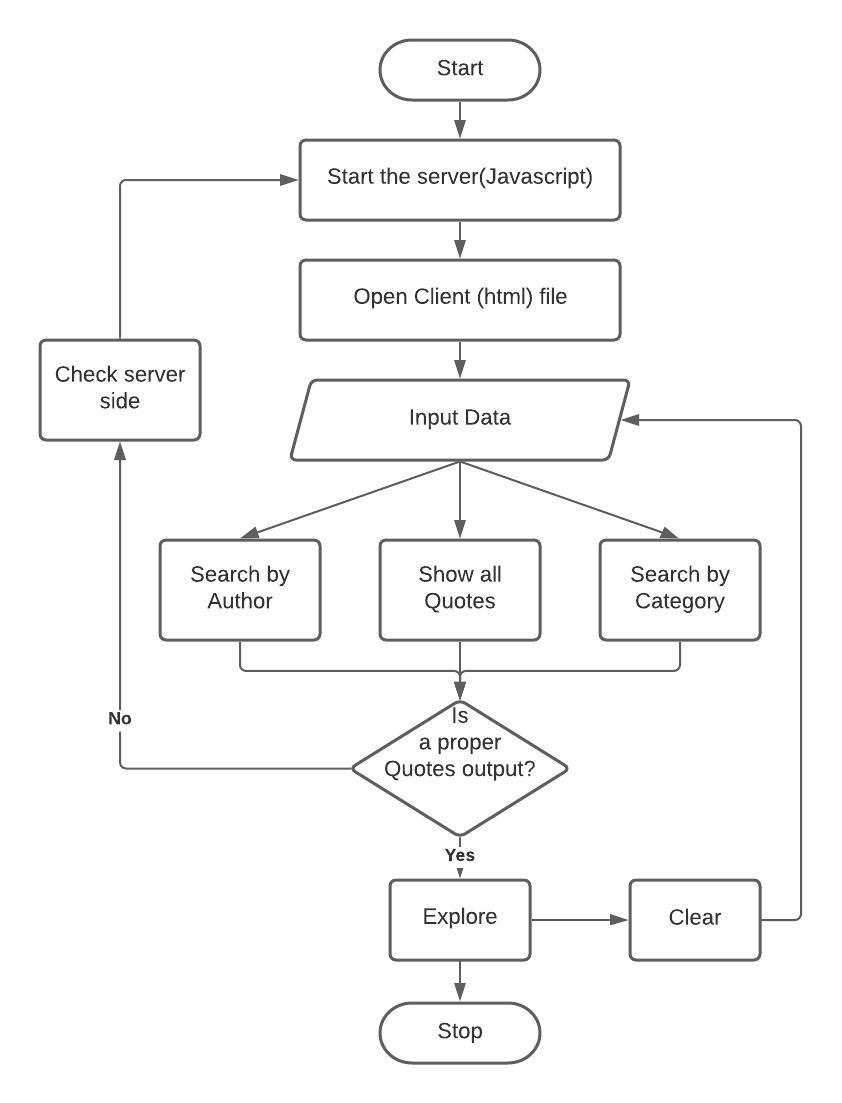 Start
Start the server(Javascript)
Open Client (html) file
Check server
side
Input Data
Search by
Author
Show all
Quotes
Search by
Category
No
Is
a proper
Quotes output?
Yes
Explore
Clear
Stop